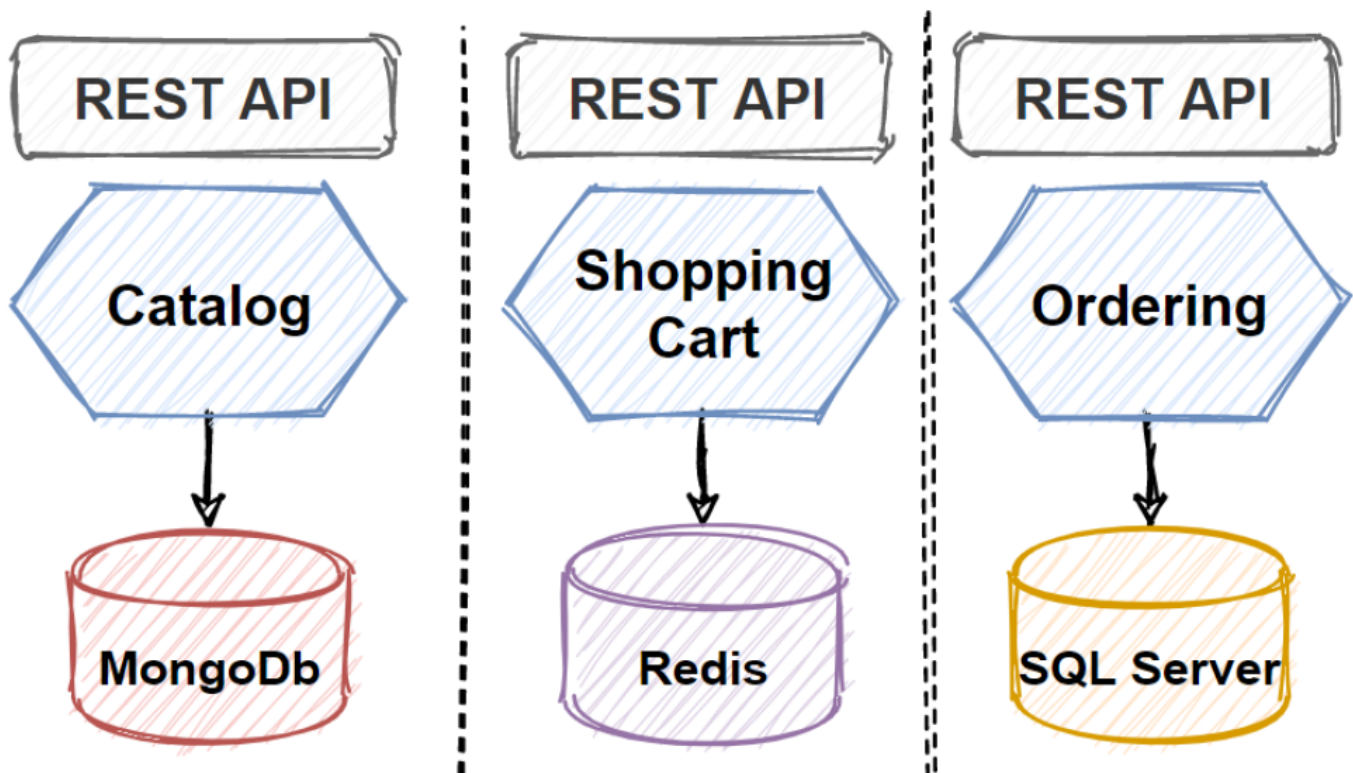 REST API
REST API
REST API
Catalog
Shopping
Cart
Ordering
MongoDb
Redis
SQL Server